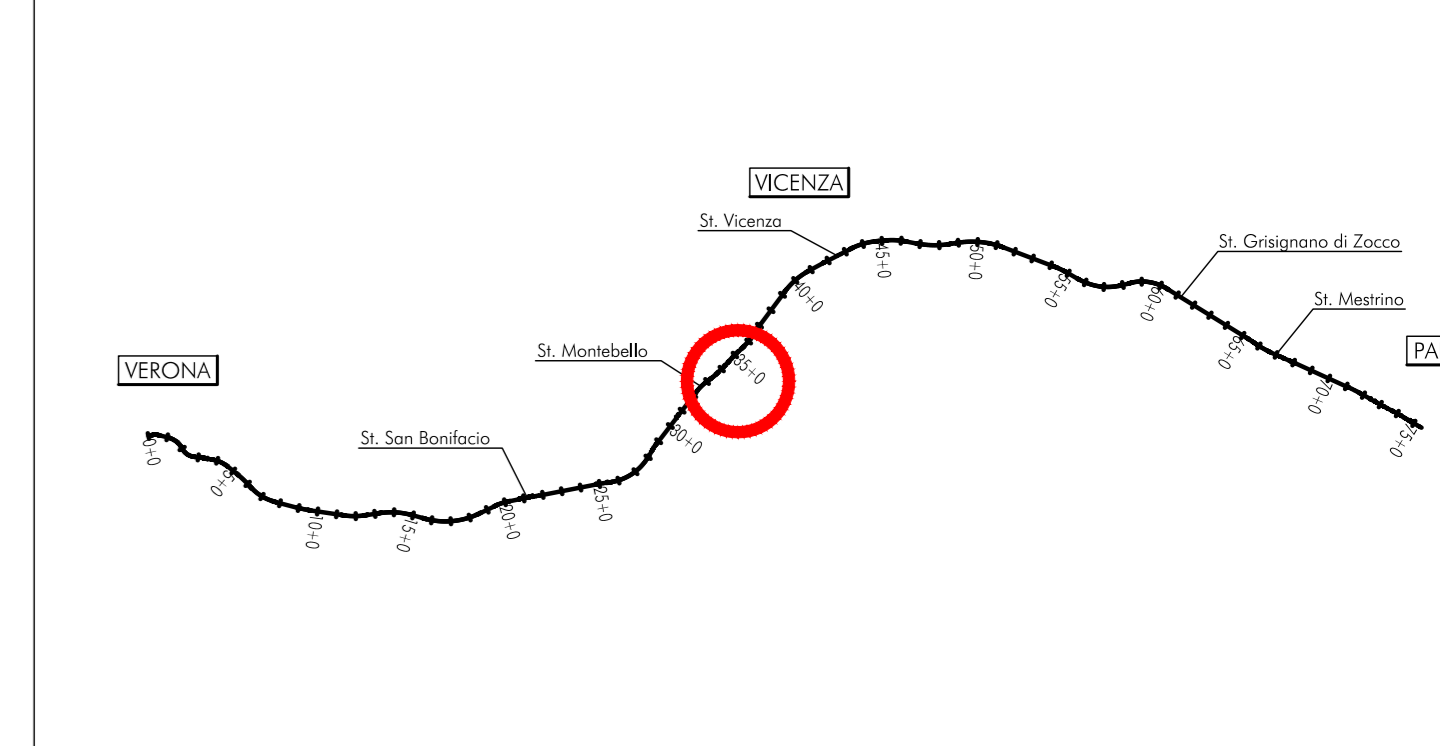 VICENZA
St. Vicenza
St. Grisignano di Zocco
St. Mestrino
PA
St. Montebello
VERONA
St. San Bonifacio
0+0
5+0
10+0
15+0
20+0
25+0
30+0
35+0
40+0
45+0
50+0
55+0
60+0
65+0
70+0
75+0